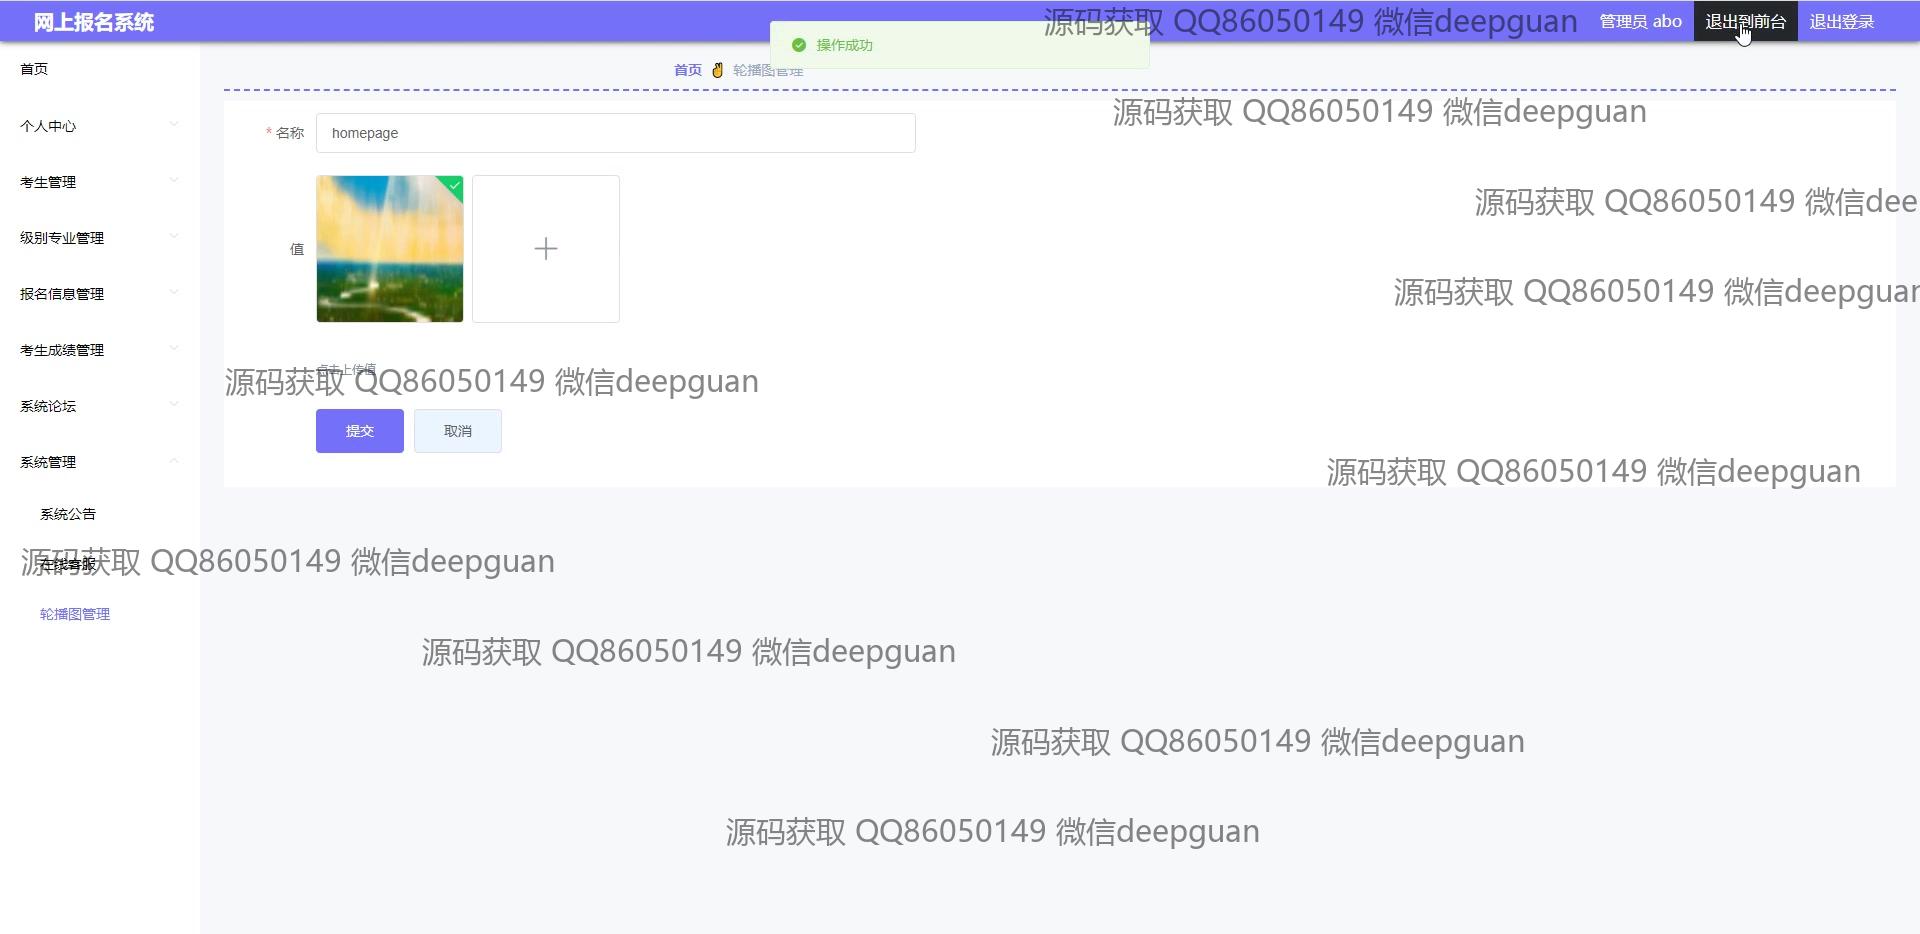 网上报名系统
源码获取 QQ86050149 微信deepguan
管理员 abo
退出到前台
退出登录
操作成功
首页
首页
轮播图管理
源码获取 QQ86050149 微信deepguan
个人中心
* 名称
homepage
考生管理
源码获取 QQ86050149 微信dee
级别专业管理
值
报名信息管理
源码获取 QQ86050149 微信deepguan
考生成绩管理
点击上传值
源码获取 QQ86050149 微信deepguan
系统论坛
提交
取消
系统管理
源码获取 QQ86050149 微信deepguan
系统公告
在线客服
源码获取 QQ86050149 微信deepguan
轮播图管理
源码获取 QQ86050149 微信deepguan
源码获取 QQ86050149 微信deepguan
源码获取 QQ86050149 微信deepguan